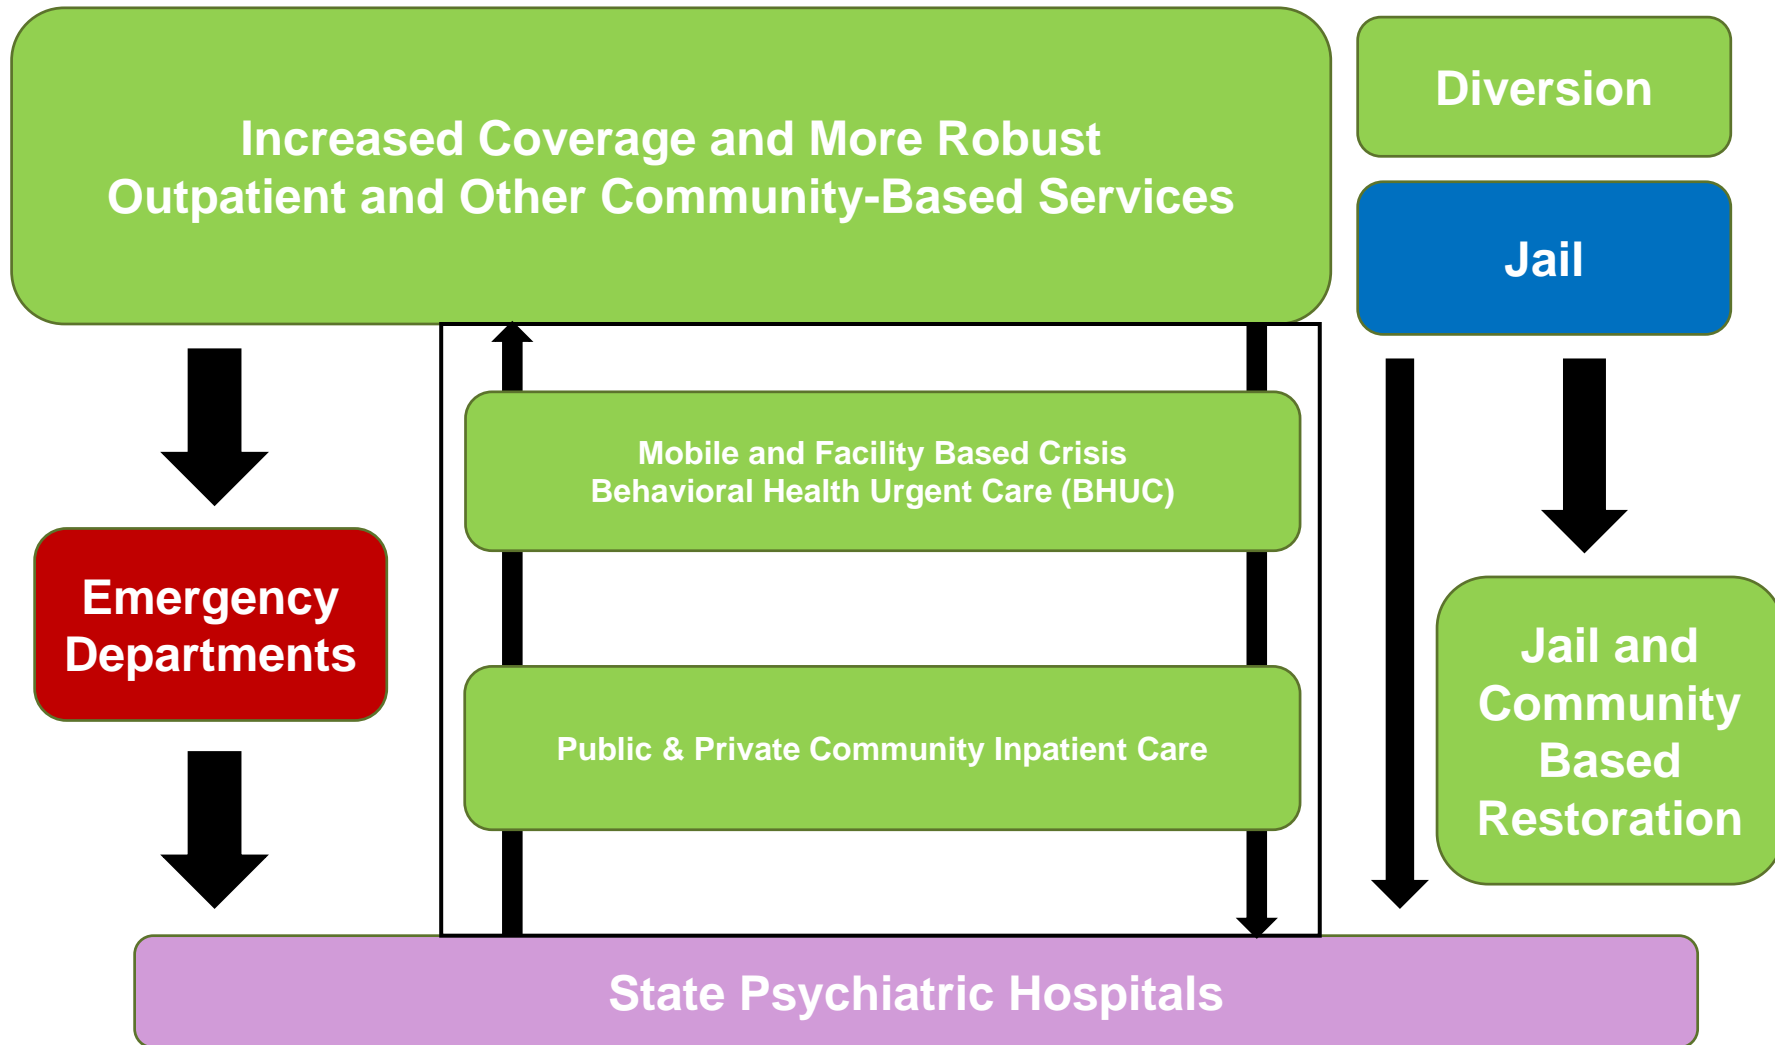 Increased Coverage and More Robust
Outpatient and Other Community-Based Services
Diversion
Jail
Mobile and Facility Based Crisis
Behavioral Health Urgent Care (BHUC)
Emergency
Departments
Public & Private Community Inpatient Care
Jail and
Community
Based
Restoration
State Psychiatric Hospitals